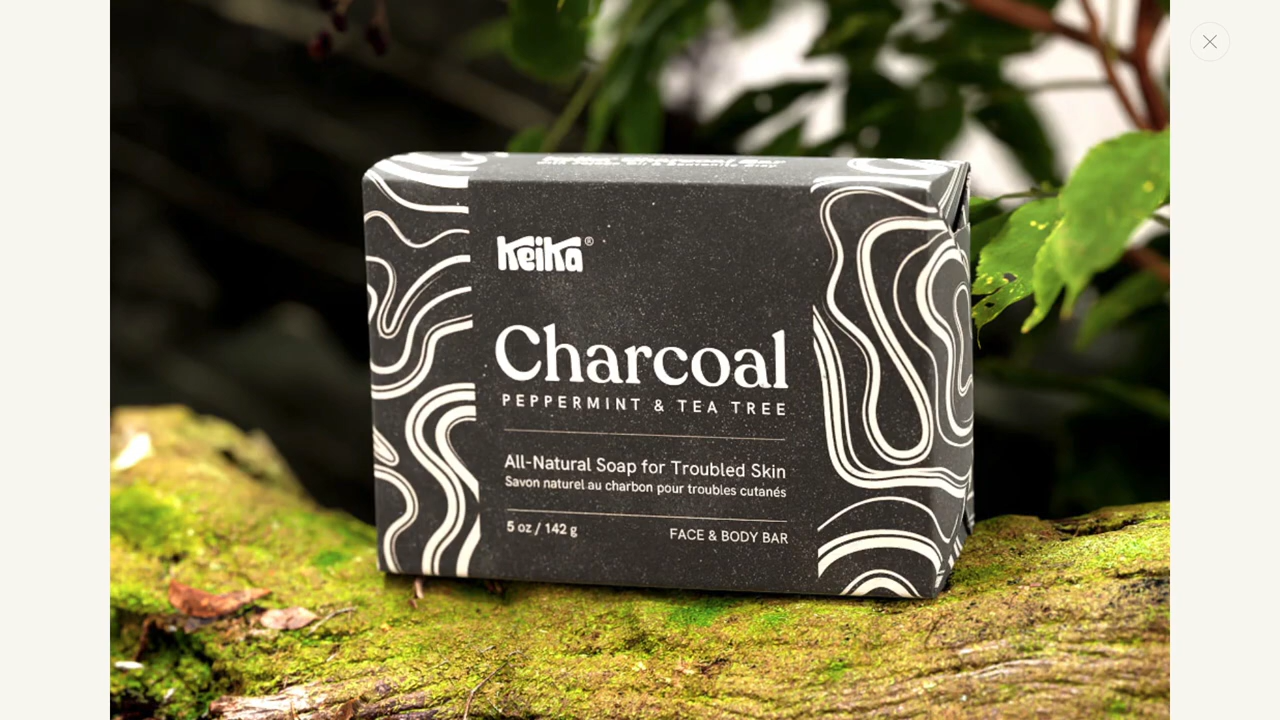 Keika®
Charcoal
PEPPERMINT & TEA TREE
All-Natural Soap for Troubled Skin
Savon naturel au charbon pour troubles cutanés
5 oz / 142 g
FACE & BODY BAR